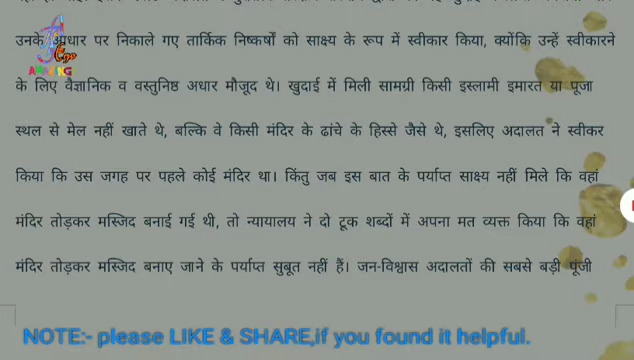 उनके आधार पर निकाले गए तार्किक निष्कर्षों को साक्ष्य के रूप में स्वीकार किया, क्योंकि उन्हें स्वीकारने
के लिए वैज्ञानिक व वस्तुनिष्ठ अधार मौजूद थे। खुदाई में मिली सामग्री किसी इस्लामी इमारत या पूजा
स्थल से मेल नहीं खाते थे, बल्कि वे किसी मंदिर के ढांचे के हिस्से जैसे थे, इसलिए अदालत ने स्वीकर
किया कि उस जगह पर पहले कोई मंदिर था। किंतु जब इस बात के पर्याप्त साक्ष्य नहीं मिले कि वहां
मंदिर तोड़कर मस्जिद बनाई गई थी, तो न्यायालय ने दो टूक शब्दों में अपना मत व्यक्त किया कि वहां
मंदिर तोड़कर मस्जिद बनाए जाने के पर्याप्त सुबूत नहीं हैं। जन-विश्वास अदालतों की सबसे बड़ी पूंजी
NOTE:- please LIKE & SHARE,if you found it helpful.